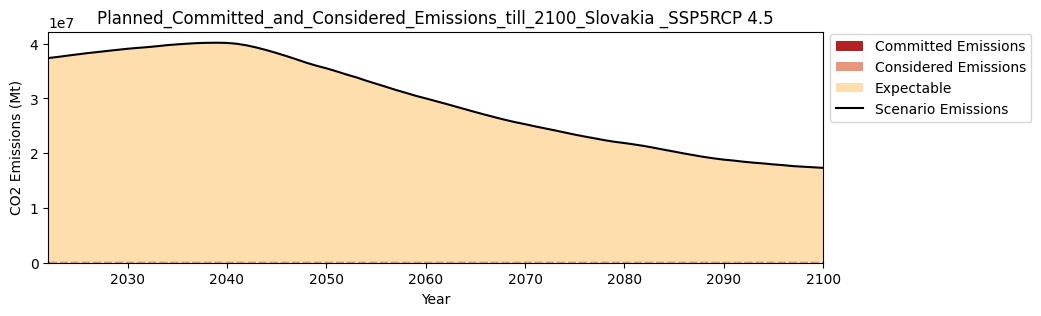 Planned_Committed_and_Considered_Emissions_till_2100_Slovakia _SSP5RCP 4.5
1e7
CO2 Emissions (Mt)
4
3
2
1
0
2030 2040 2050 2060 2070 2080 2090 2100
Year
Committed Emissions
Considered Emissions
Expectable
Scenario Emissions